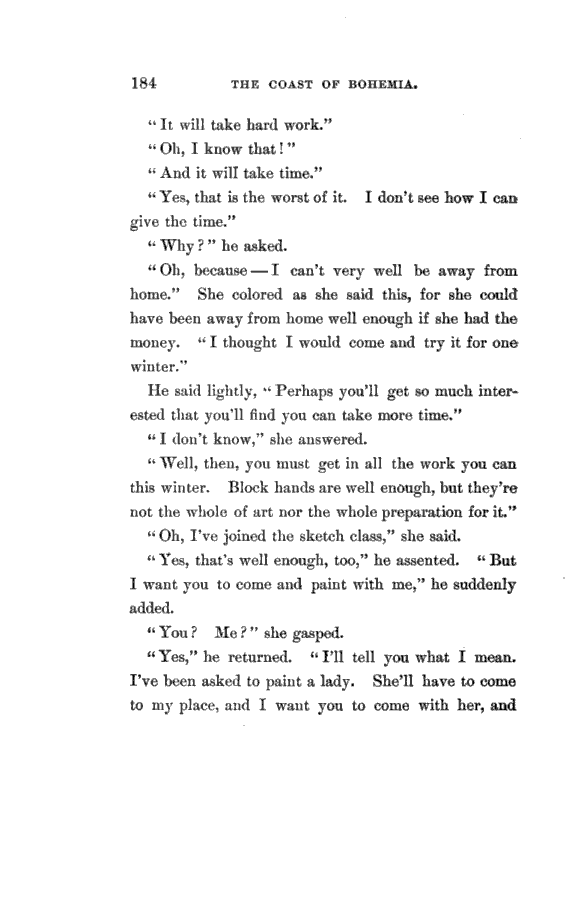 184 THE COAST OF BOHEMIA.
“It will take hard work.”
“Oh, I know that!”
“And it will take time.”
“Yes, that is the worst of it. I don’t see how I can
give the time.”
“Why?” he asked.
“Oh, because—I can’t very well be away from
home.” She colored as she said this, for she could
have been away from home well enough if she had the
money. “I thought I would come and try it for one
winter.”
He said lightly, “Perhaps you’ll get so much inter-
ested that you’ll find you can take more time.”
“I don’t know,” she answered.
“Well, then, you must get in all the work you can
this winter. Block hands are well enough, but they’re
not the whole of art nor the whole preparation for it.”
“Oh, I’ve joined the sketch class,” she said.
“Yes, that’s well enough, too,” he assented. “But
I want you to come and paint with me,” he suddenly
added.
“You? Me?” she gasped.
“Yes,” he returned. “I’ll tell you what I mean.
I’ve been asked to paint a lady. She’ll have to come
to my place, and I want you to come with her, and